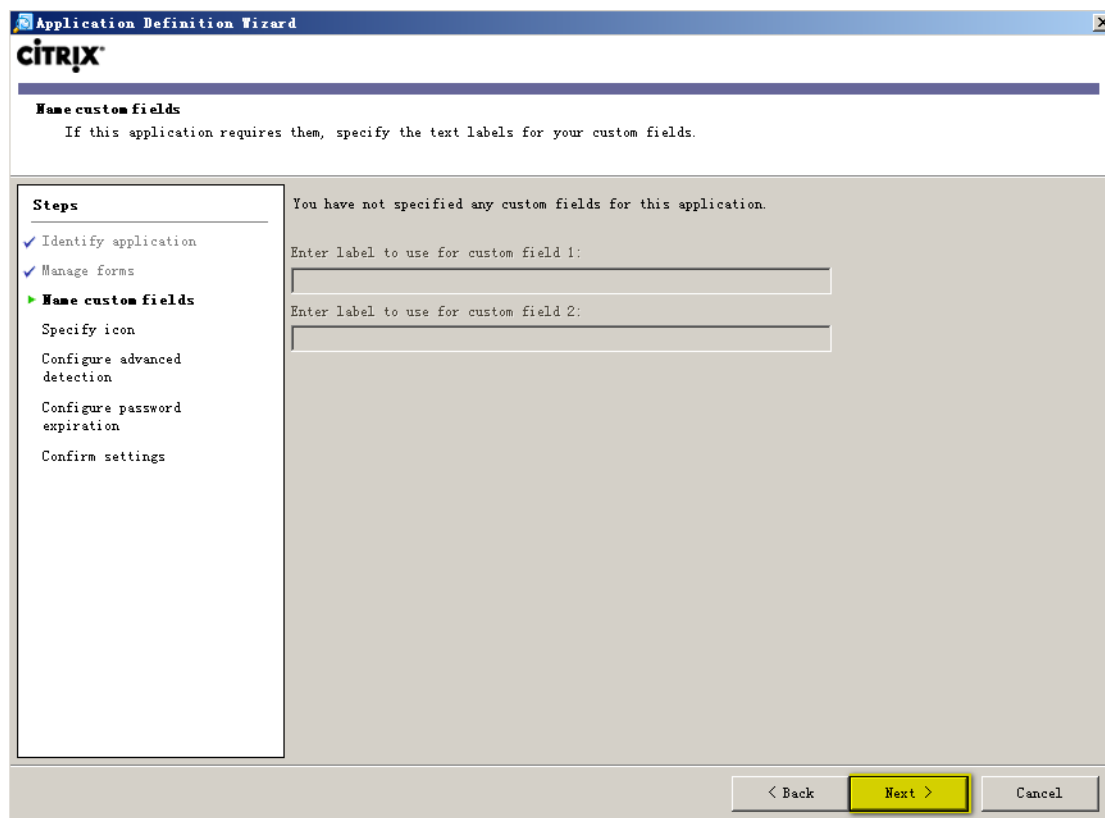 Application Definition Wizard
CİTRIX
Name custom fields
If this application requires them, specify the text labels for your custom fields.
Steps
Identify application
Manage forms
Name custom fields
Specify icon
Configure advanced
detection
Configure password
expiration
Confirm settings
You have not specified any custom fields for this application.
Enter label to use for custom field 1:
Enter label to use for custom field 2:
< Back
Next >
Cancel